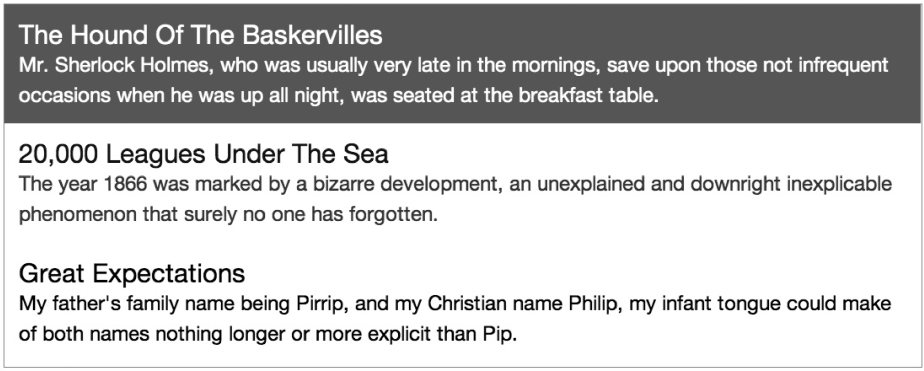 The Hound Of The Baskervilles
Mr. Sherlock Holmes, who was usually very late in the mornings, save upon those not infrequent
occasions when he was up all night, was seated at the breakfast table.
20,000 Leagues Under The Sea
The year 1866 was marked by a bizarre development, an unexplained and downright inexplicable
phenomenon that surely no one has forgotten.
Great Expectations
My father's family name being Pirrip, and my Christian name Philip, my infant tongue could make
of both names nothing longer or more explicit than Pip.